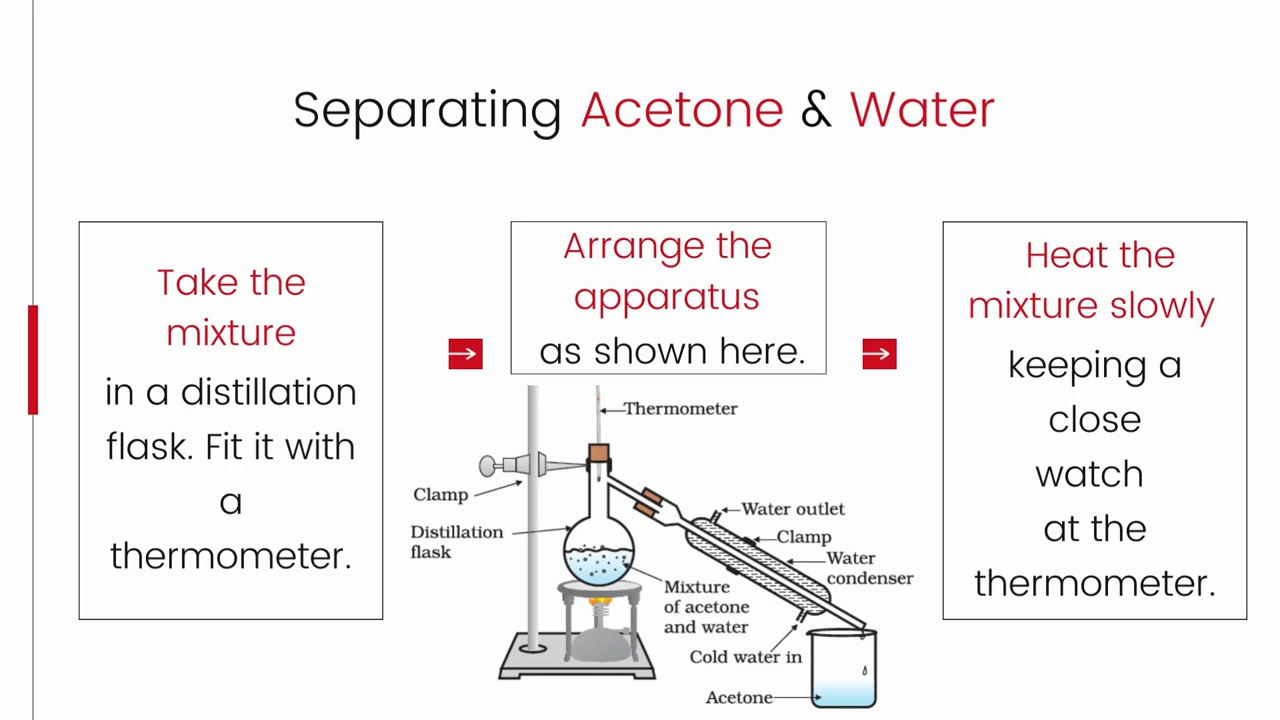 Separating Acetone & Water
Take the
mixture
in a distillation
flask. Fit it with
a
thermometer.
Arrange the
apparatus
as shown here.
Thermometer
Clamp
Distillation
flask
Water outlet
Clamp
Water
condenser
Mixture
of acetone
and water
Cold water in
Acetone
Heat the
mixture slowly
keeping a
close
watch
at the
thermometer.